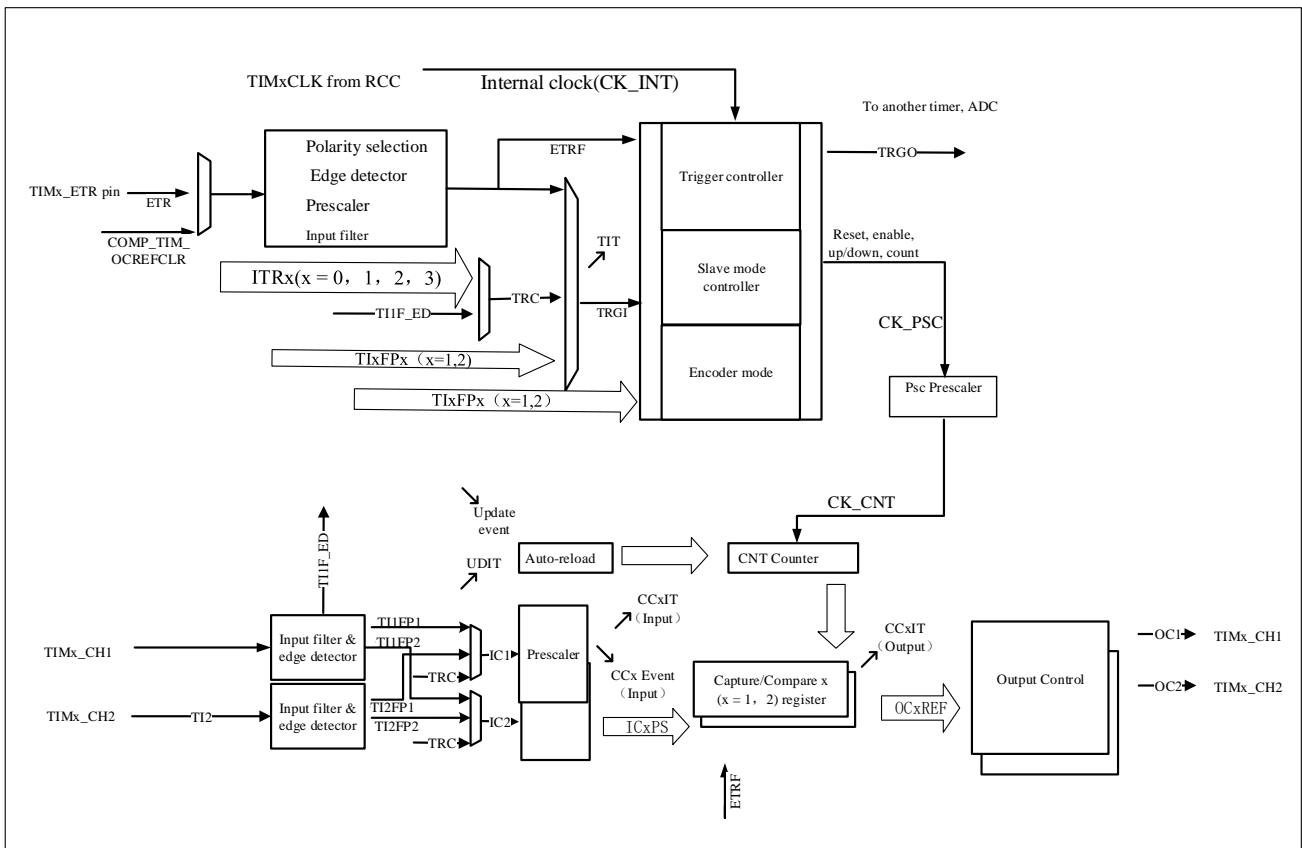 TIMxCLK from RCC
Internal clock(CK_INT)
To another timer, ADC
TRGO
TIMx_ETR pin
ETR
COMP_TIM_
OCREFCLR
Polarity selection
Edge detector
Prescaler
Input filter
ETRF
Trigger controller
Slave mode
controller
Encoder mode
Reset, enable,
up/down, count
ITRx(x = 0，1，2，3)
TI1F_ED
TRC
TIT
TRGI
TIxFPx（x=1,2)
TIxFPx（x=1,2）
CK_PSC
Psc Prescaler
CK_CNT
Update
event
UDIT
Auto-reload
CNT Counter
TI1F_ED
TIMx_CH1
Input filter &
edge detector
TI1FP1
TI1FP2
TRC
IC1
Prescaler
CCxIT
（Input）
CCx Event
（Input）
TIMx_CH2
TI2
Input filter &
edge detector
TI2FP1
TI2FP2
TRC
IC2
ICxPS
Capture/Compare x
(x = 1，2) register
CCxIT
(Output)
ETRF
OCxREF
Output Control
OC1
TIMx_CH1
OC2
TIMx_CH2